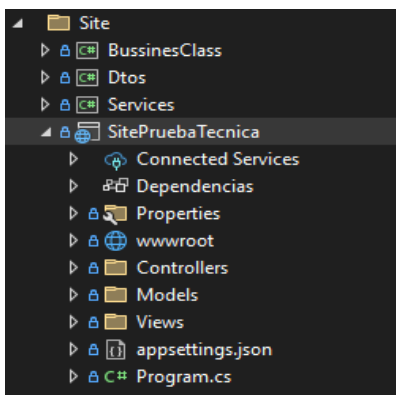 Site
C# BussinesClass
C# Dtos
C# Services
SitePruebaTecnica
Connected Services
Dependencias
Properties
wwwroot
Controllers
Models
Views
appsettings.json
C# Program.cs